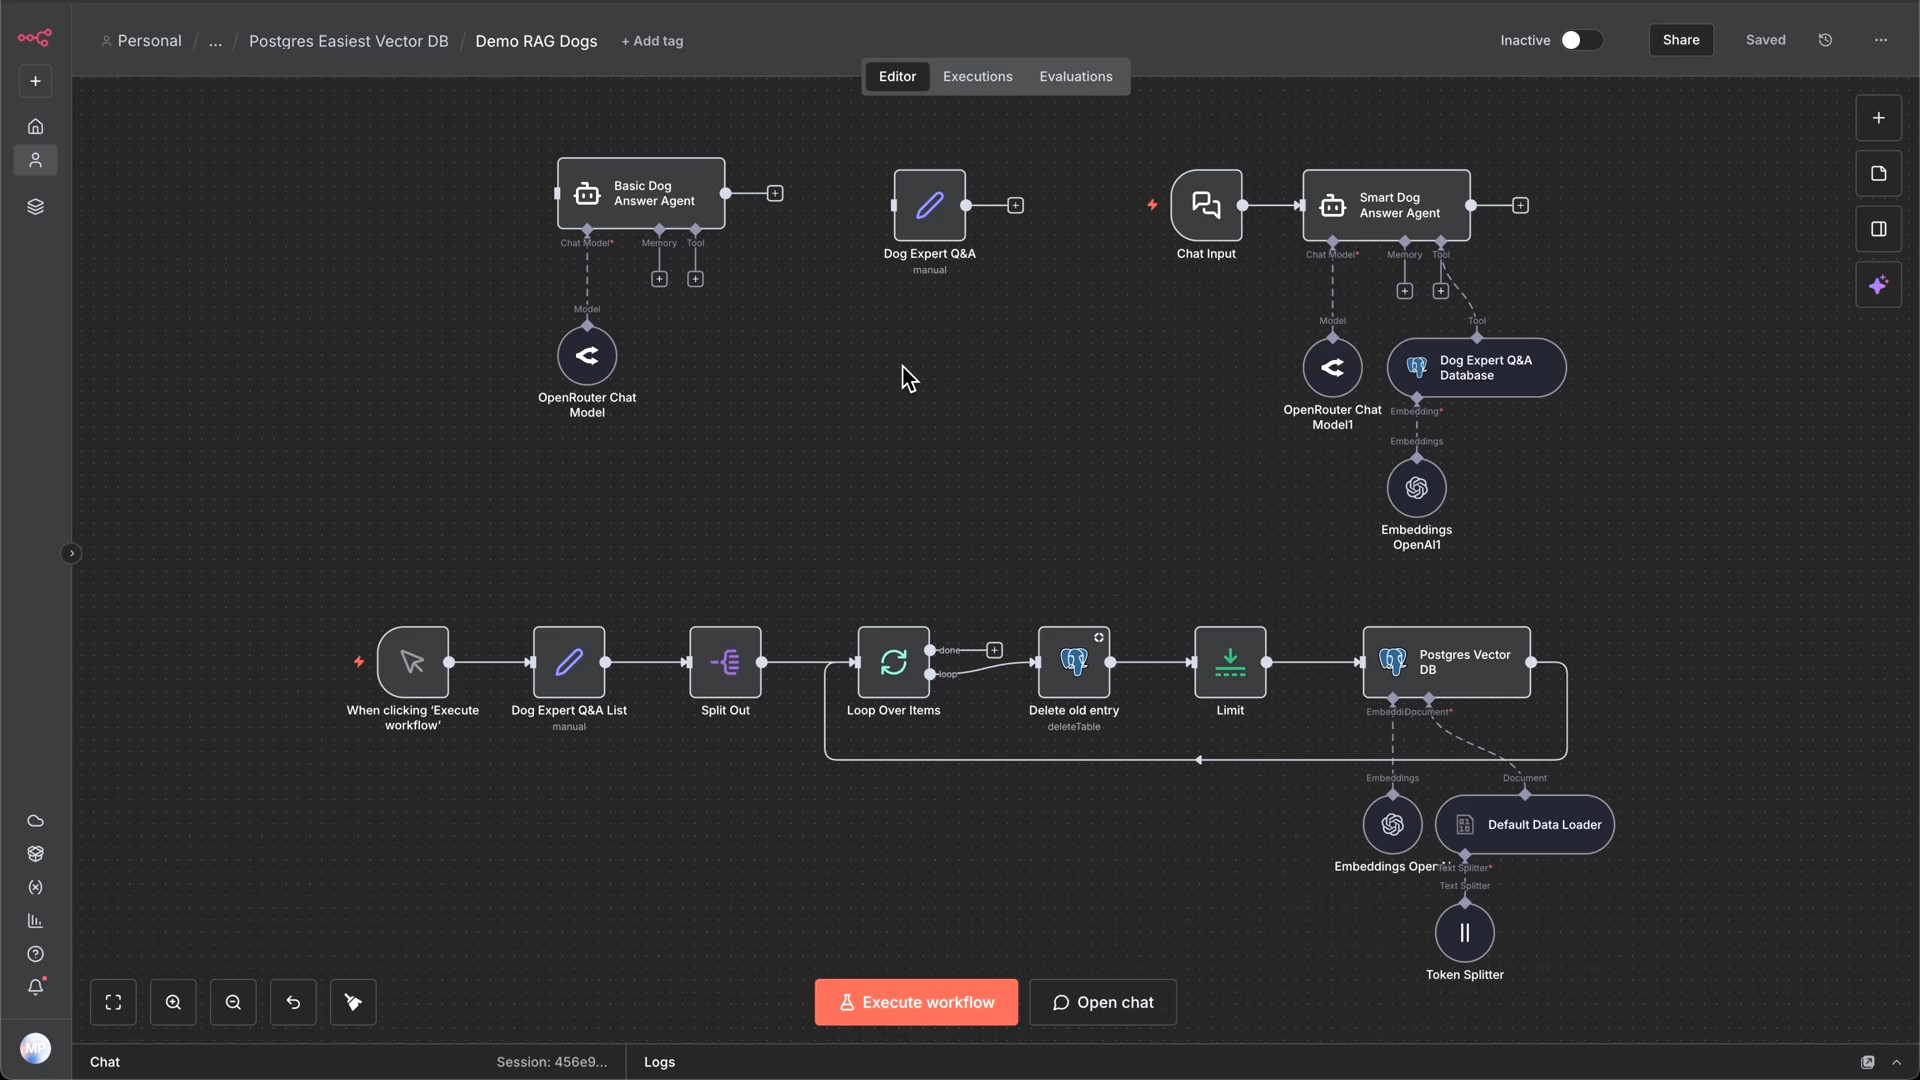 Personal / ... / Postgres Easiest Vector DB / Demo RAG Dogs + Add tag
Inactive
Share
Saved
Editor
Executions
Evaluations
Basic Dog
Answer Agent
Chat Model*
Memory
Tool
Model
OpenRouter Chat
Model
Dog Expert Q&A
manual
Chat Input
Smart Dog
Answer Agent
Chat Model*
Memory
Tool
Model
Tool
OpenRouter Chat
Model1
Dog Expert Q&A
Database
Embedding*
Embeddings
Embeddings
OpenAI1
When clicking ‘Execute
workflow’
Dog Expert Q&A List
manual
Split Out
Loop Over Items
done
loop
Delete old entry
deleteTable
Limit
Postgres Vector
DB
Document*
Embeddings
Document
Embeddings
Default Data Loader
Text Splitter*
Text Splitter
Token Splitter
Execute workflow
Open chat
MP
Chat
Session: 456e9...
Logs